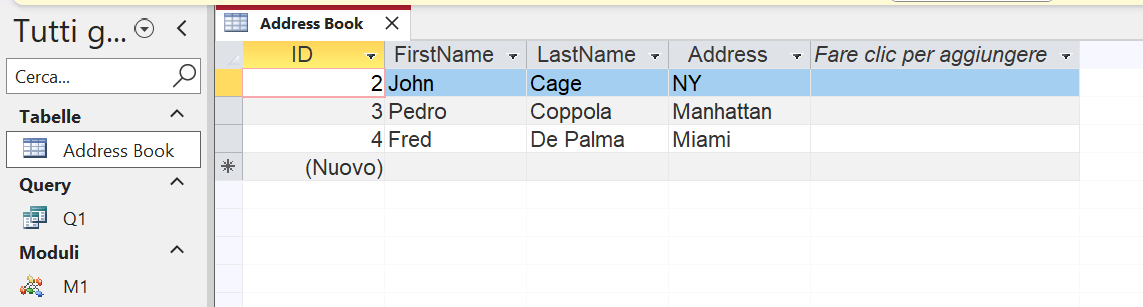 Tutti g...
Cerca...
Tabelle
Address Book
Query
Q1
Moduli
M1
Address Book
ID FirstName LastName Address Fare clic per aggiungere
2 John Cage NY
3 Pedro Coppola Manhattan
4 Fred De Palma Miami
(Nuovo)